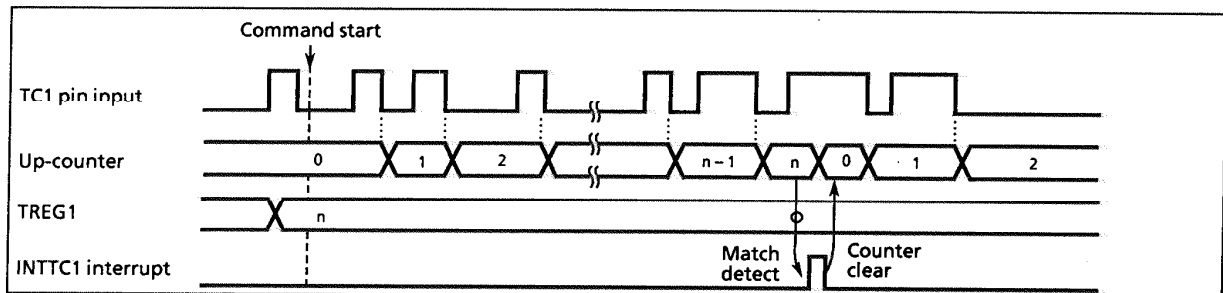 Command start
TC1 pin input
Up-counter
0 1 2 n-1 n 0 1 2
TREG1
n
Match detect
Counter clear
INTTC1 interrupt